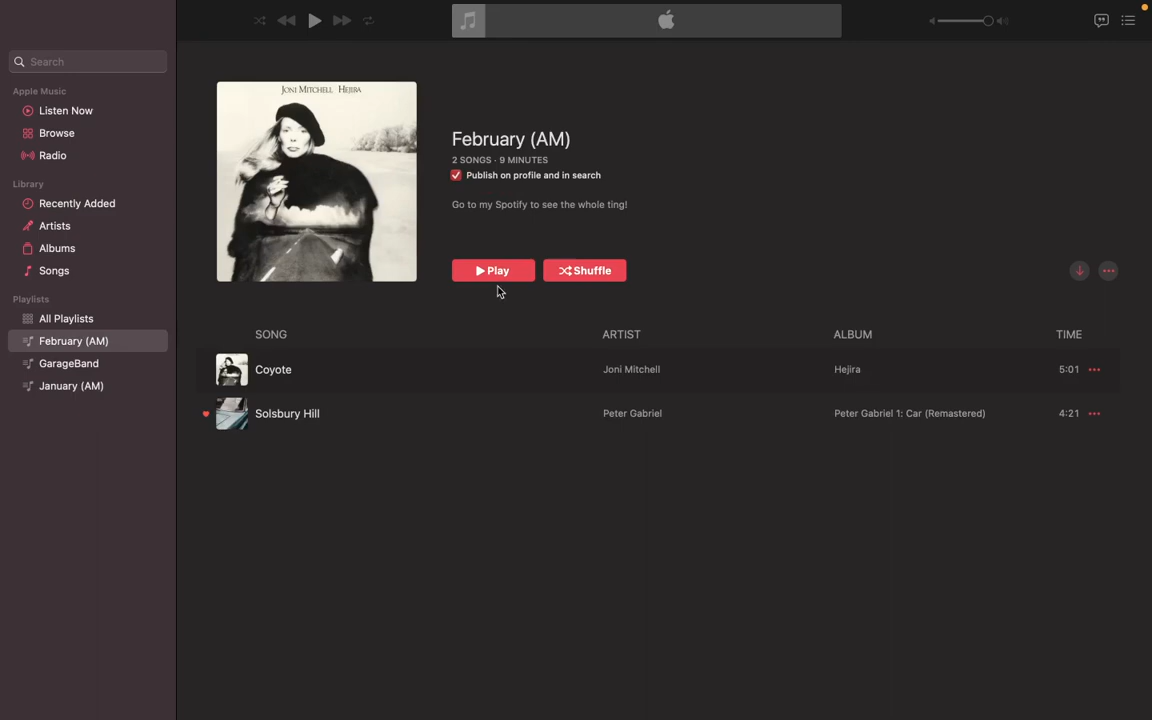 Search
Apple Music
Listen Now
Browse
Radio
Library
Recently Added
Artists
Albums
Songs
Playlists
All Playlists
February (AM)
GarageBand
January (AM)
JONI MITCHELL HEJIRA
February (AM)
2 SONGS · 9 MINUTES
Publish on profile and in search
Go to my Spotify to see the whole ting!
Play Shuffle
SONG ARTIST ALBUM TIME
Coyote Joni Mitchell Hejira 5:01
Solsbury Hill Peter Gabriel Peter Gabriel 1: Car (Remastered) 4:21